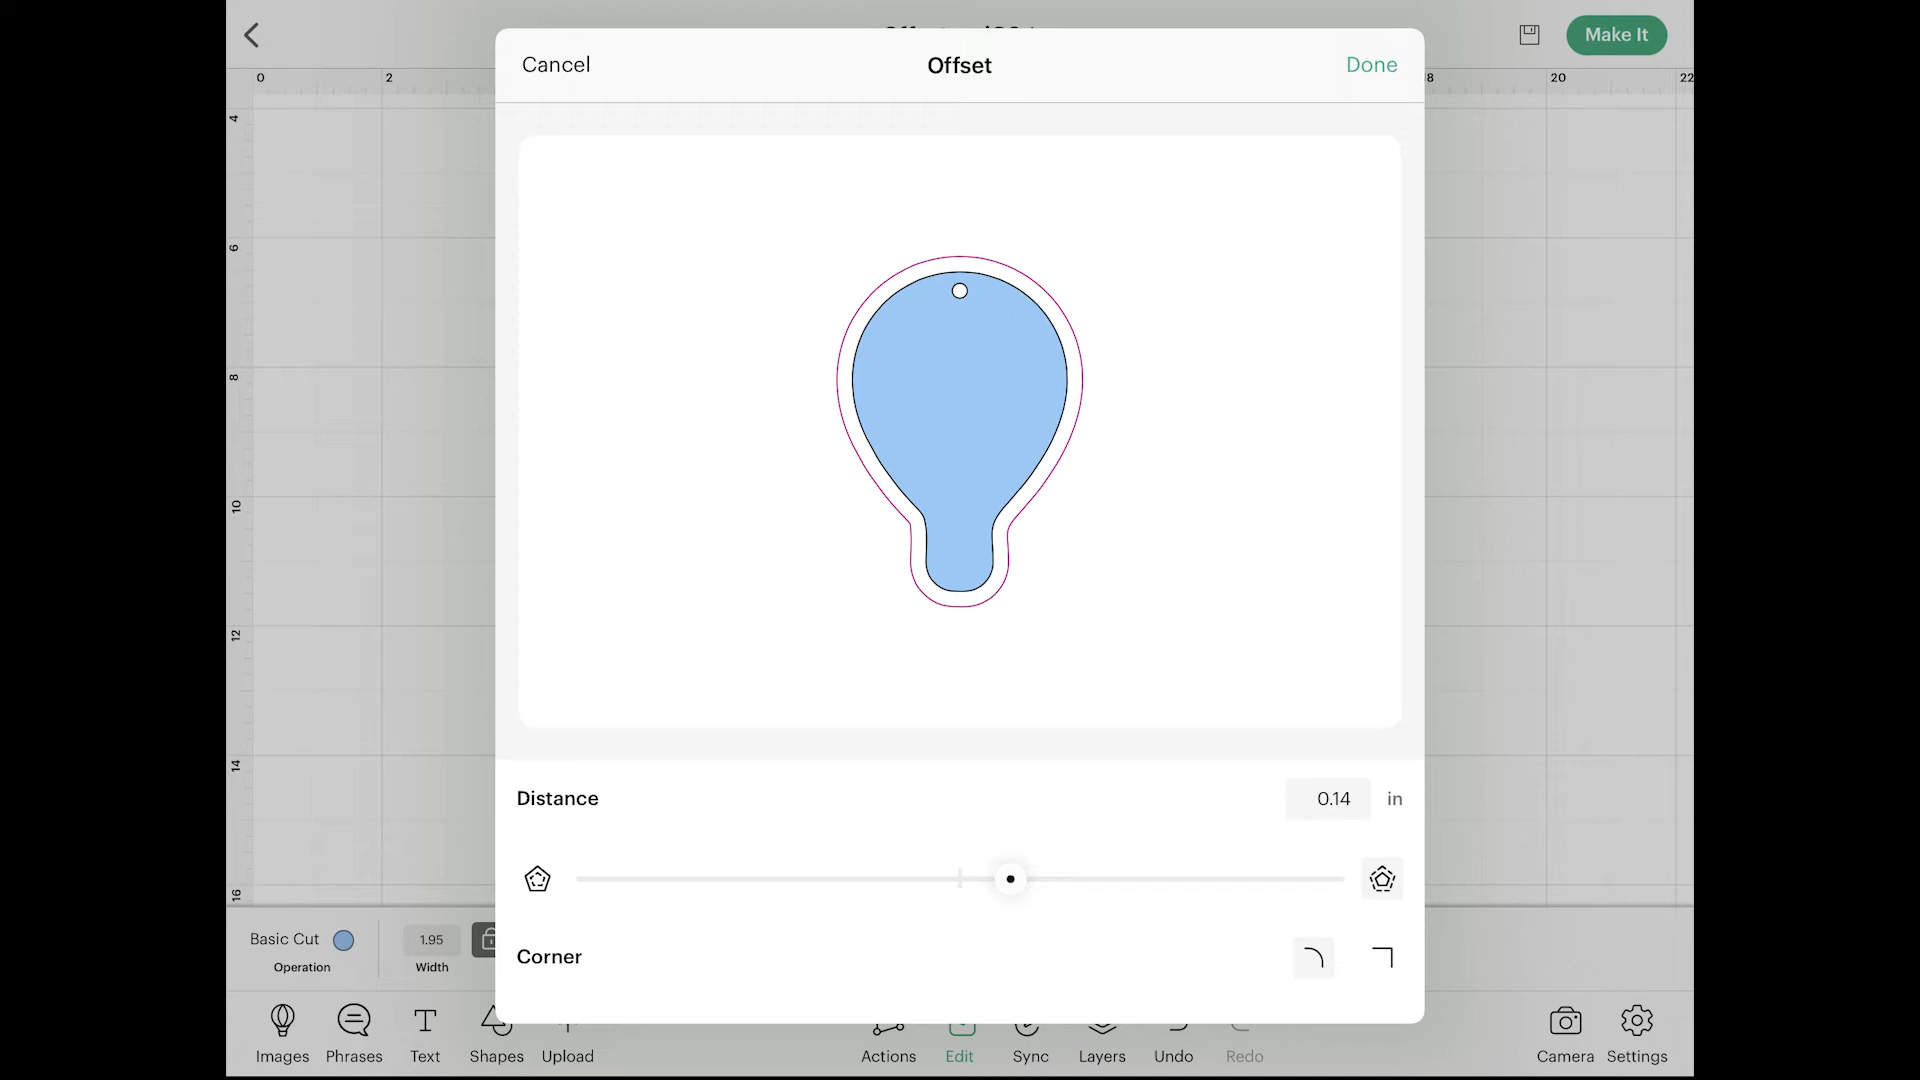 Make It
Cancel
Offset
Done
0
2
18
20
22
4
6
8
10
12
14
16
Distance
0.14
in
Corner
Basic Cut
Operation
1.95
Width
Images
Phrases
Text
Shapes
Upload
Actions
Edit
Sync
Layers
Undo
Redo
Camera
Settings